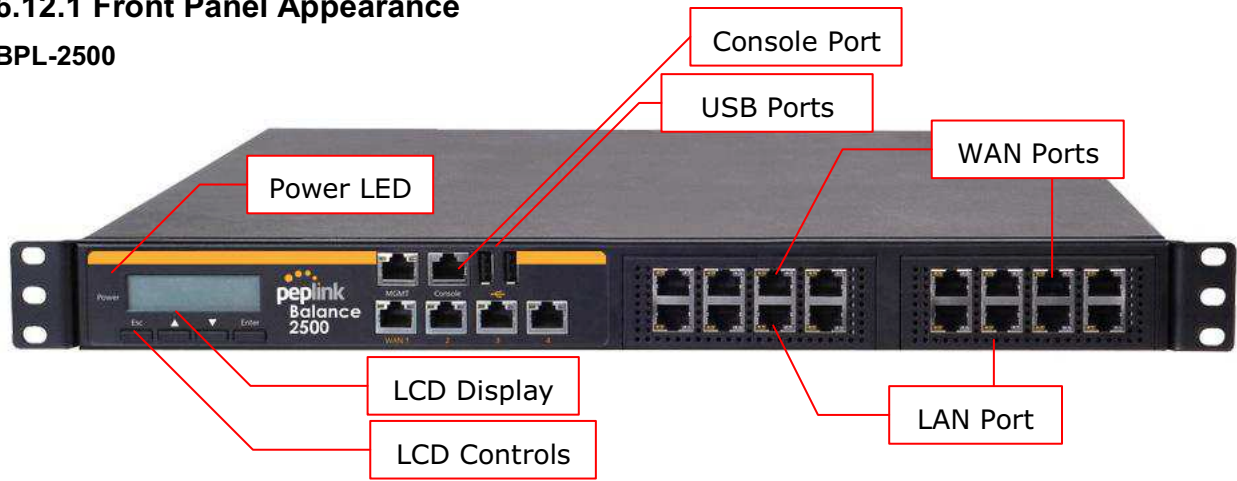 6.12.1 Front Panel Appearance
BPL-2500
Console Port
USB Ports
WAN Ports
Power LED
LAN Port
LCD Display
LCD Controls
Power
Esc ▲ ▼ Enter
peplink
Balance
2500
MGMT Console
WAN 1 2 3 4